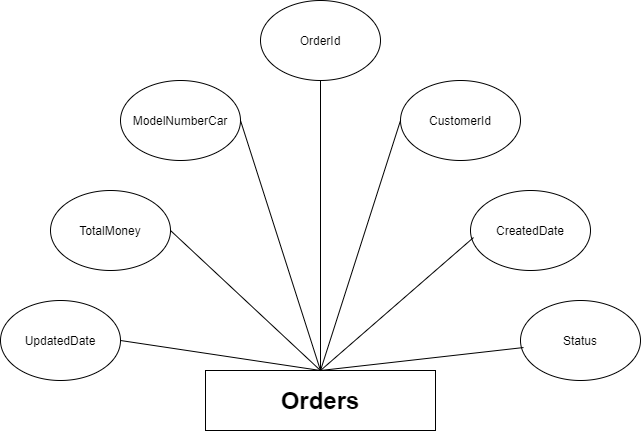 OrderId
ModelNumberCar
CustomerId
TotalMoney
CreatedDate
UpdatedDate
Status
Orders